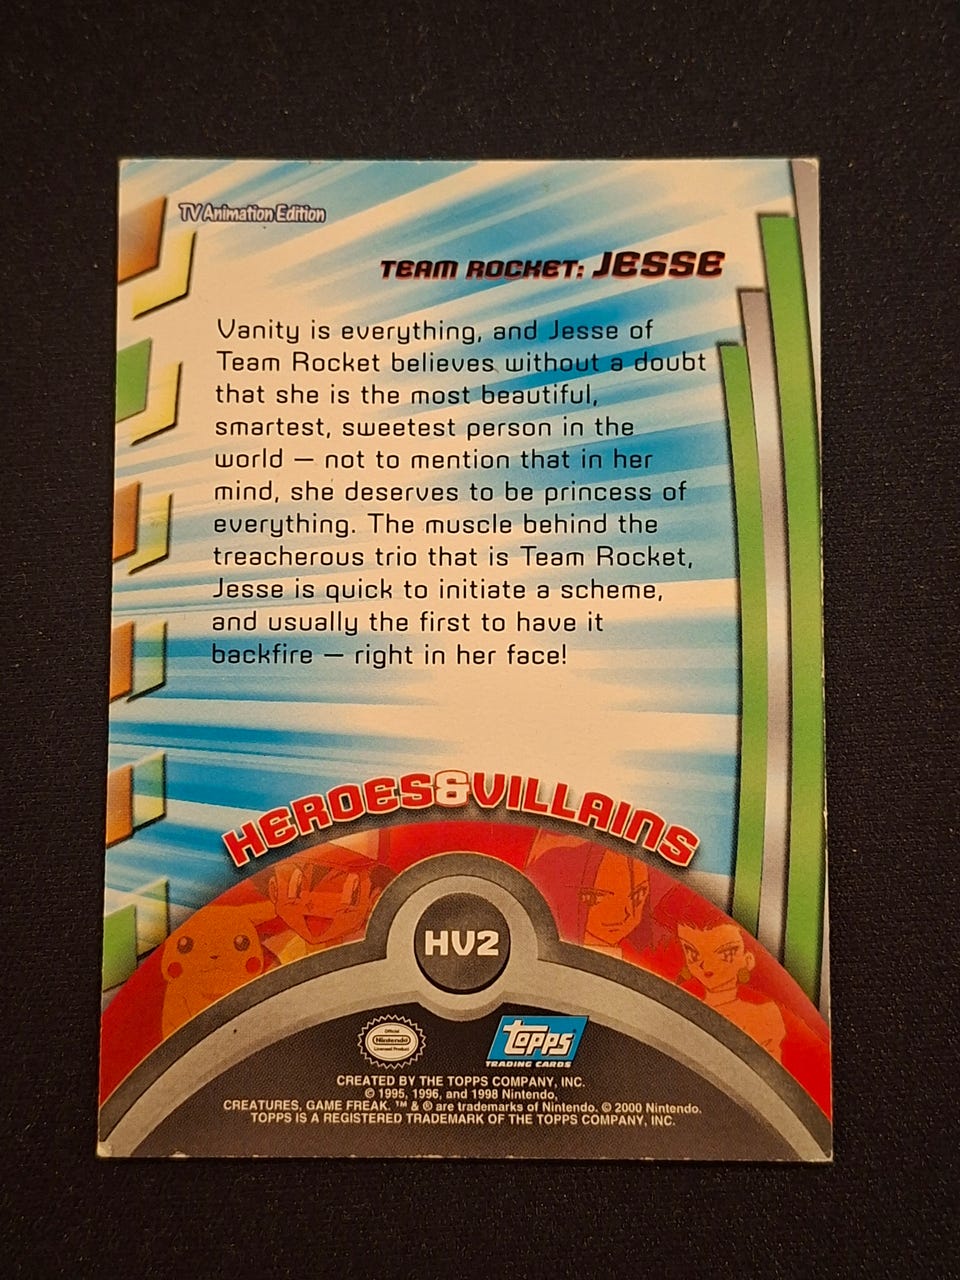 TV Animation Edition
TEAM ROCKET: JESSE
Vanity is everything, and Jesse of
Team Rocket believes without a doubt
that she is the most beautiful,
smartest, sweetest person in the
world — not to mention that in her
mind, she deserves to be princess of
everything. The muscle behind the
treacherous trio that is Team Rocket,
Jesse is quick to initiate a scheme,
and usually the first to have it
backfire — right in her face!
HEROES&VILLAINS
HV2
Official
Nintendo
Licensed Product
Topps
TRADING CARDS
CREATED BY THE TOPPS COMPANY, INC.
© 1995, 1996, and 1998 Nintendo,
CREATURES, GAME FREAK. ™ & ® are trademarks of Nintendo. © 2000 Nintendo.
TOPPS IS A REGISTERED TRADEMARK OF THE TOPPS COMPANY, INC.